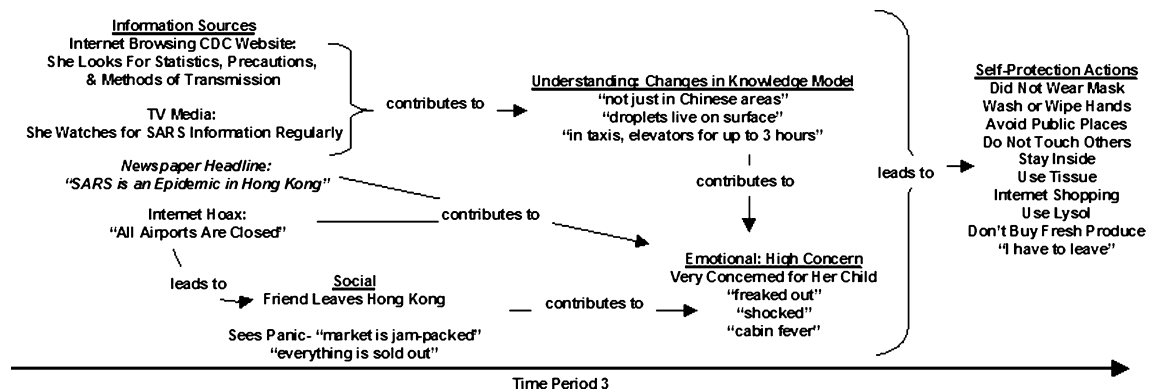 Information Sources
Internet Browsing CDC Website:
She Looks For Statistics, Precautions,
& Methods of Transmission
TV Media:
She Watches for SARS Information Regularly
Newspaper Headline:
“SARS is an Epidemic in Hong Kong”
Internet Hoax:
“All Airports Are Closed”
leads to
Social
Friend Leaves Hong Kong
Sees Panic- “market is jam-packed”
“everything is sold out”
contributes to
contributes to
contributes to
Understanding: Changes in Knowledge Model
“not just in Chinese areas”
“droplets live on surface”
“in taxis, elevators for up to 3 hours”
contributes to
Emotional: High Concern
Very Concerned for Her Child
“freaked out”
“shocked”
“cabin fever”
leads to
Self-Protection Actions
Did Not Wear Mask
Wash or Wipe Hands
Avoid Public Places
Do Not Touch Others
Stay Inside
Use Tissue
Internet Shopping
Use Lysol
Don’t Buy Fresh Produce
“I have to leave”
Time Period 3